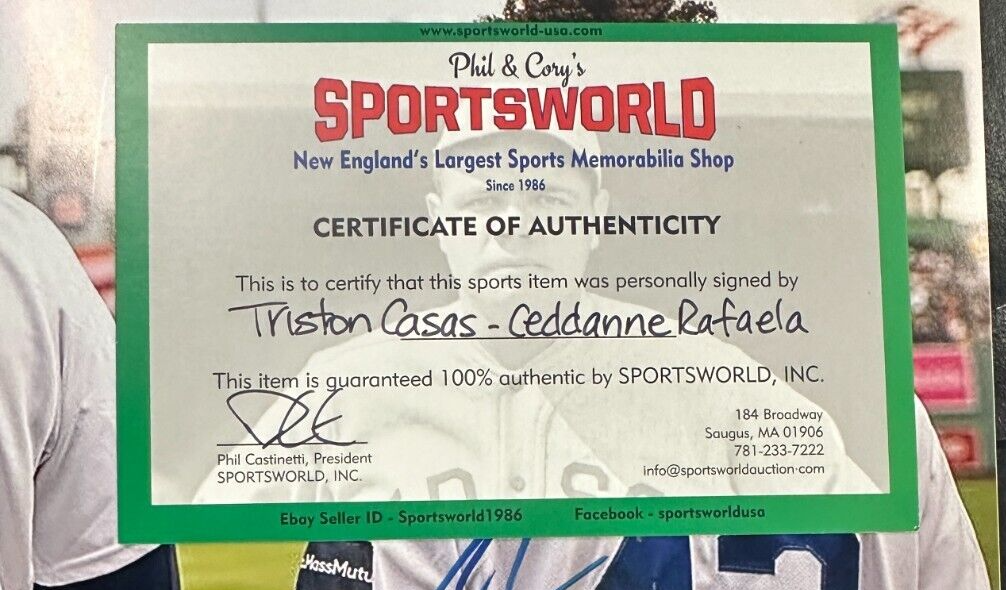 www.sportsworld-usa.com
Phil & Cory's
SPORTSWORLD
New England's Largest Sports Memorabilia Shop
Since 1986
CERTIFICATE OF AUTHENTICITY
This is to certify that this sports item was personally signed by
Triston Casas - Ceddanne Rafaela
This item is guaranteed 100% authentic by SPORTSWORLD, INC.
184 Broadway
Saugus, MA 01906
781-233-7222
info@sportsworldauction.com
Phil Castinetti, President
SPORTSWORLD, INC.
Ebay Seller ID - Sportsworld1986 Facebook - sportsworldusa
MassMutu